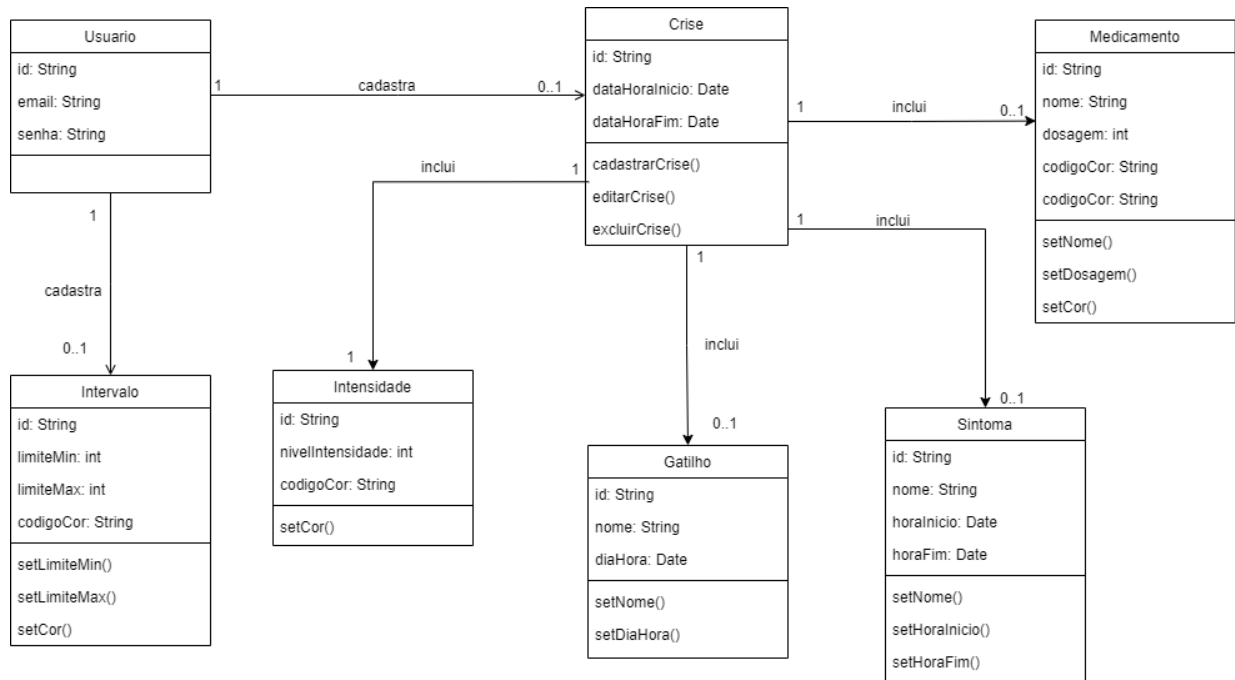 Usuario
id: String
email: String
senha: String
1
cadastra
0..1
Crise
id: String
dataHoraInicio: Date
dataHoraFim: Date
cadastrarCrise()
editarCrise()
excluirCrise()
1
inclui
0..1
Medicamento
id: String
nome: String
dosagem: int
codigoCor: String
codigoCor: String
setNome()
setDosagem()
setCor()
1
cadastra
0..1
Intervalo
id: String
limiteMin: int
limiteMax: int
codigoCor: String
setLimiteMin()
setLimiteMax()
setCor()
1
inclui
1
Intensidade
id: String
nivelIntensidade: int
codigoCor: String
setCor()
1
inclui
0..1
Gatilho
id: String
nome: String
diaHora: Date
setNome()
setDiaHora()
1
inclui
0..1
Sintoma
id: String
nome: String
horaInicio: Date
horaFim: Date
setNome()
setHoraInicio()
setHoraFim()